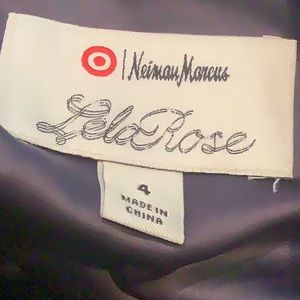 | Neiman Marcus
Lela Rose
4
MADE IN
CHINA